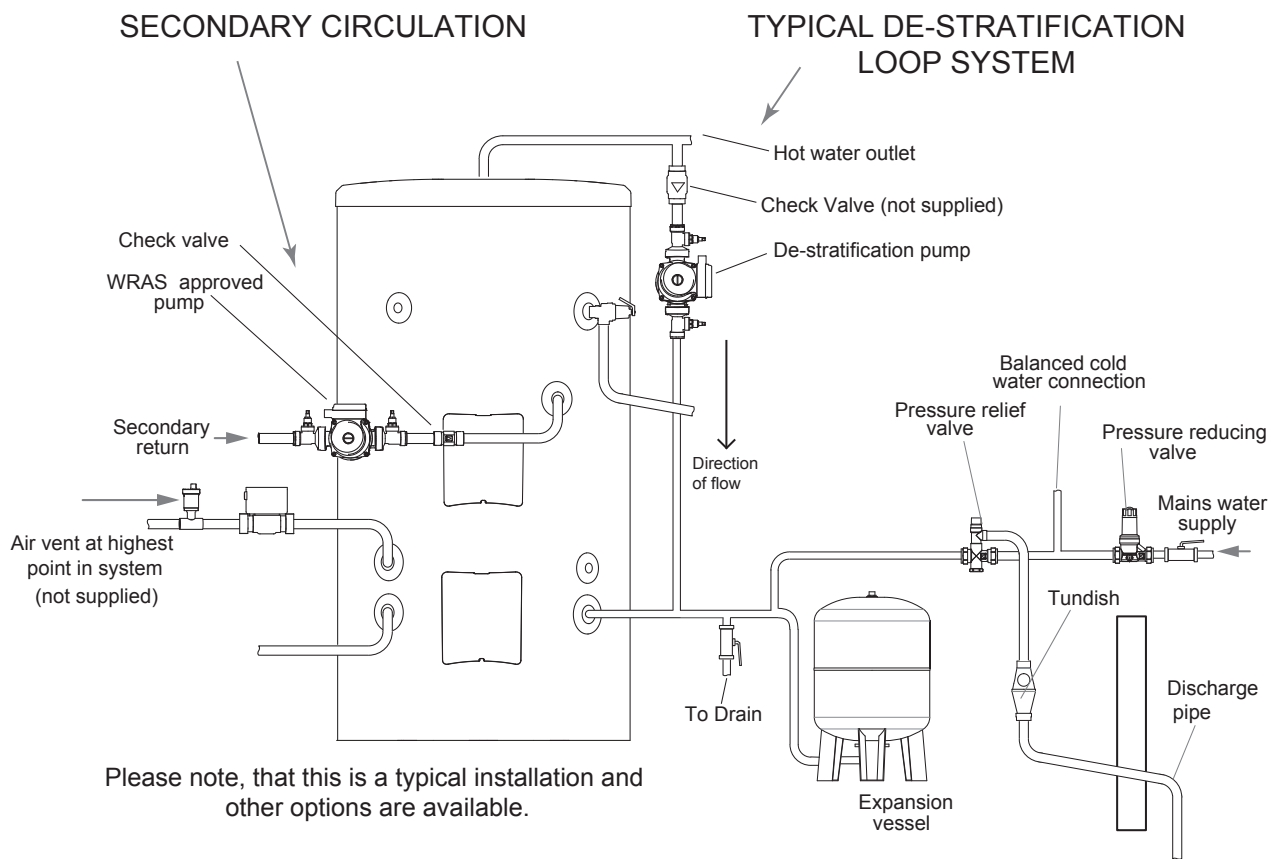 SECONDARY CIRCULATION
TYPICAL DE-STRATIFICATION
LOOP SYSTEM
Hot water outlet
Check Valve (not supplied)
De-stratification pump
Check valve
WRAS approved
pump
Secondary
return
Air vent at highest
point in system
(not supplied)
Direction
of flow
Balanced cold
water connection
Pressure relief
valve
Pressure reducing
valve
Mains water
supply
Tundish
Discharge
pipe
To Drain
Expansion
vessel
Please note, that this is a typical installation and
other options are available.